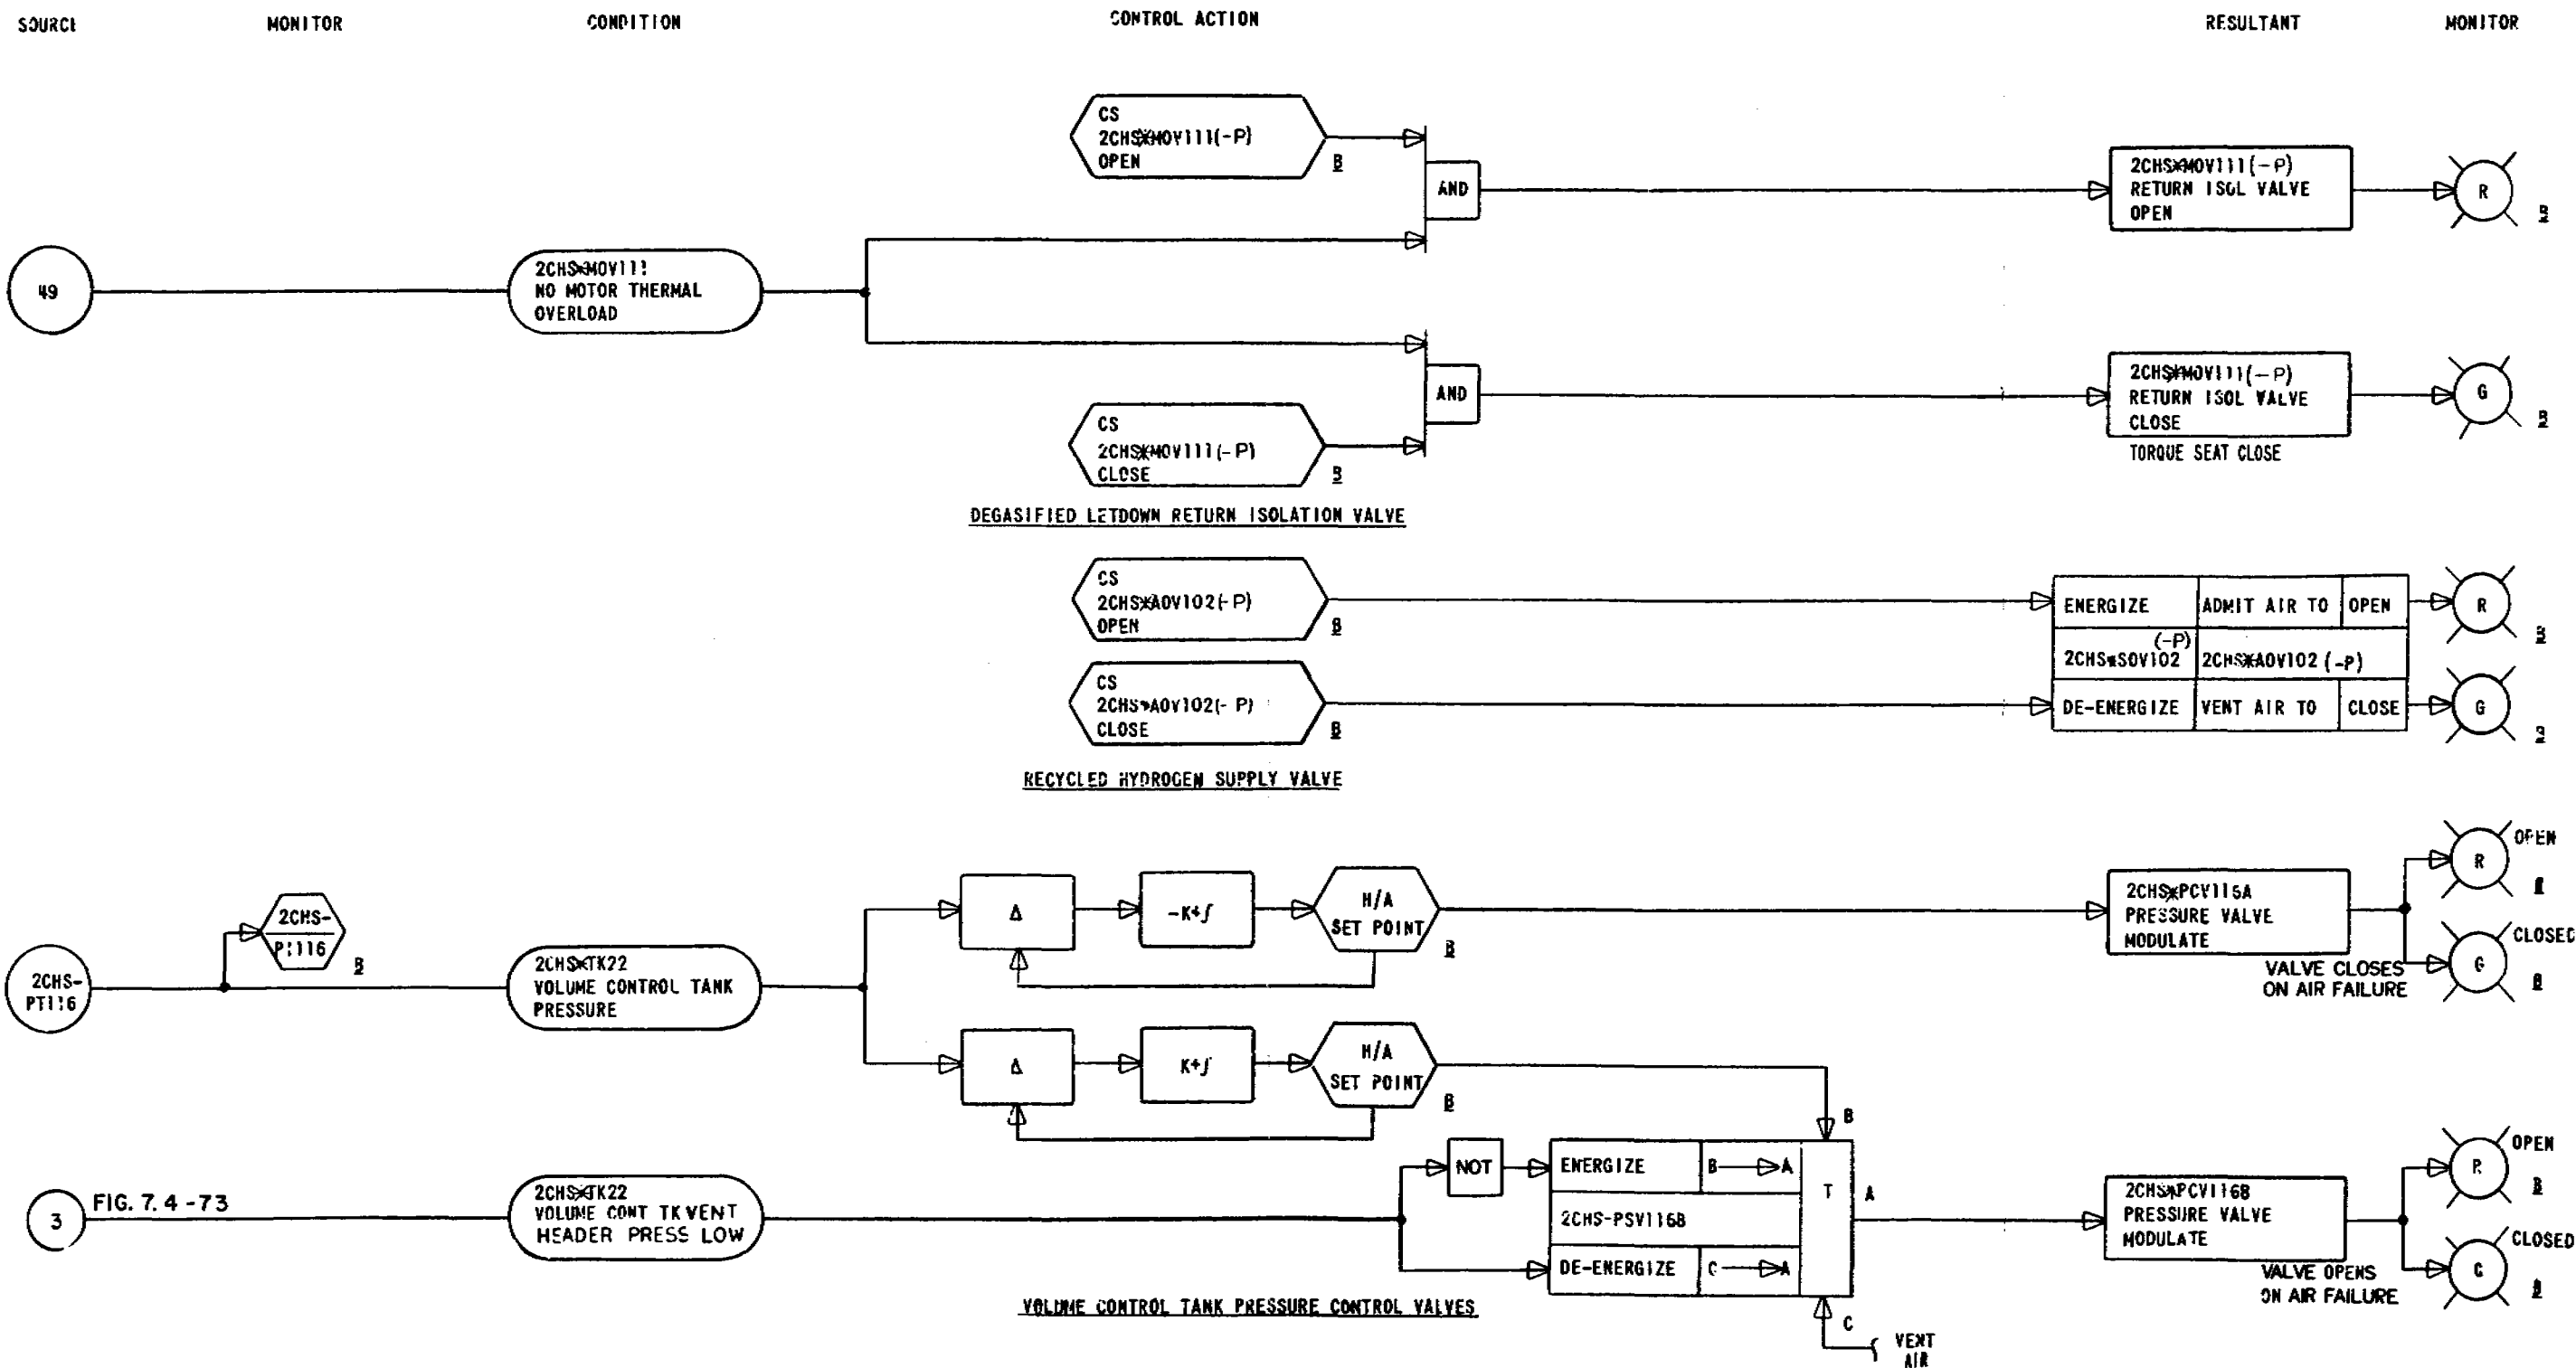 SOURCE MONITOR CONDITION CONTROL ACTION RESULTANT MONITOR
CS
2CHS*MOV111(-P)
OPEN
B
AND
2CHS*MOV111(-P)
RETURN ISOL VALVE
OPEN
R
B
49
2CHS*MOV111
NO MOTOR THERMAL
OVERLOAD
CS
2CHS*MOV111(-P)
CLOSE
B
AND
2CHS*MOV111(-P)
RETURN ISOL VALVE
CLOSE
TORQUE SEAT CLOSE
G
B
DEGASIFIED LETDOWN RETURN ISOLATION VALVE
CS
2CHS*AOV102(-P)
OPEN
B
CS
2CHS*AOV102(-P)
CLOSE
B
ENERGIZE ADMIT AIR TO OPEN
(-P)
2CHS*SOV102 2CHS*AOV102(-P)
DE-ENERGIZE VENT AIR TO CLOSE
R
B
G
B
RECYCLED HYDROGEN SUPPLY VALVE
2CHS-
PT116
2CHS-
PI116
B
2CHS*TK22
VOLUME CONTROL TANK
PRESSURE
Δ
-K+∫
M/A
SET POINT
B
2CHS*PCV115A
PRESSURE VALVE
MODULATE
VALVE CLOSES
ON AIR FAILURE
R
OPEN
G
CLOSED
B
Δ
K+∫
M/A
SET POINT
B
3
FIG. 7.4-73
2CHS*TK22
VOLUME CONT TK VENT
HEADER PRESS LOW
NOT
ENERGIZE B A
2CHS-PSV116B
DE-ENERGIZE C A
T
B
A
C
VENT
AIR
2CHS*PCV116B
PRESSURE VALVE
MODULATE
VALVE OPENS
ON AIR FAILURE
R
OPEN
B
G
CLOSED
B
VOLUME CONTROL TANK PRESSURE CONTROL VALVES